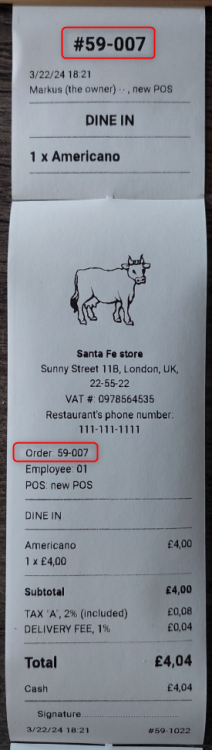 #59-007
3/22/24 18:21
Markus (the owner) ··, new POS
DINE IN
1 x Americano
Santa Fe store
Sunny Street 11B, London, UK,
22-55-22
VAT #: 0978564535
Restaurant's phone number:
111-111-1111
Order: 59-007
Employee: 01
POS: new POS
DINE IN
Americano £4,00
1 x £4,00
Subtotal £4,00
TAX 'A', 2% (included) £0,08
DELIVERY FEE, 1% £0,04
Total £4,04
Cash £4,04
Signature
3/22/24 18:21 #59-1022